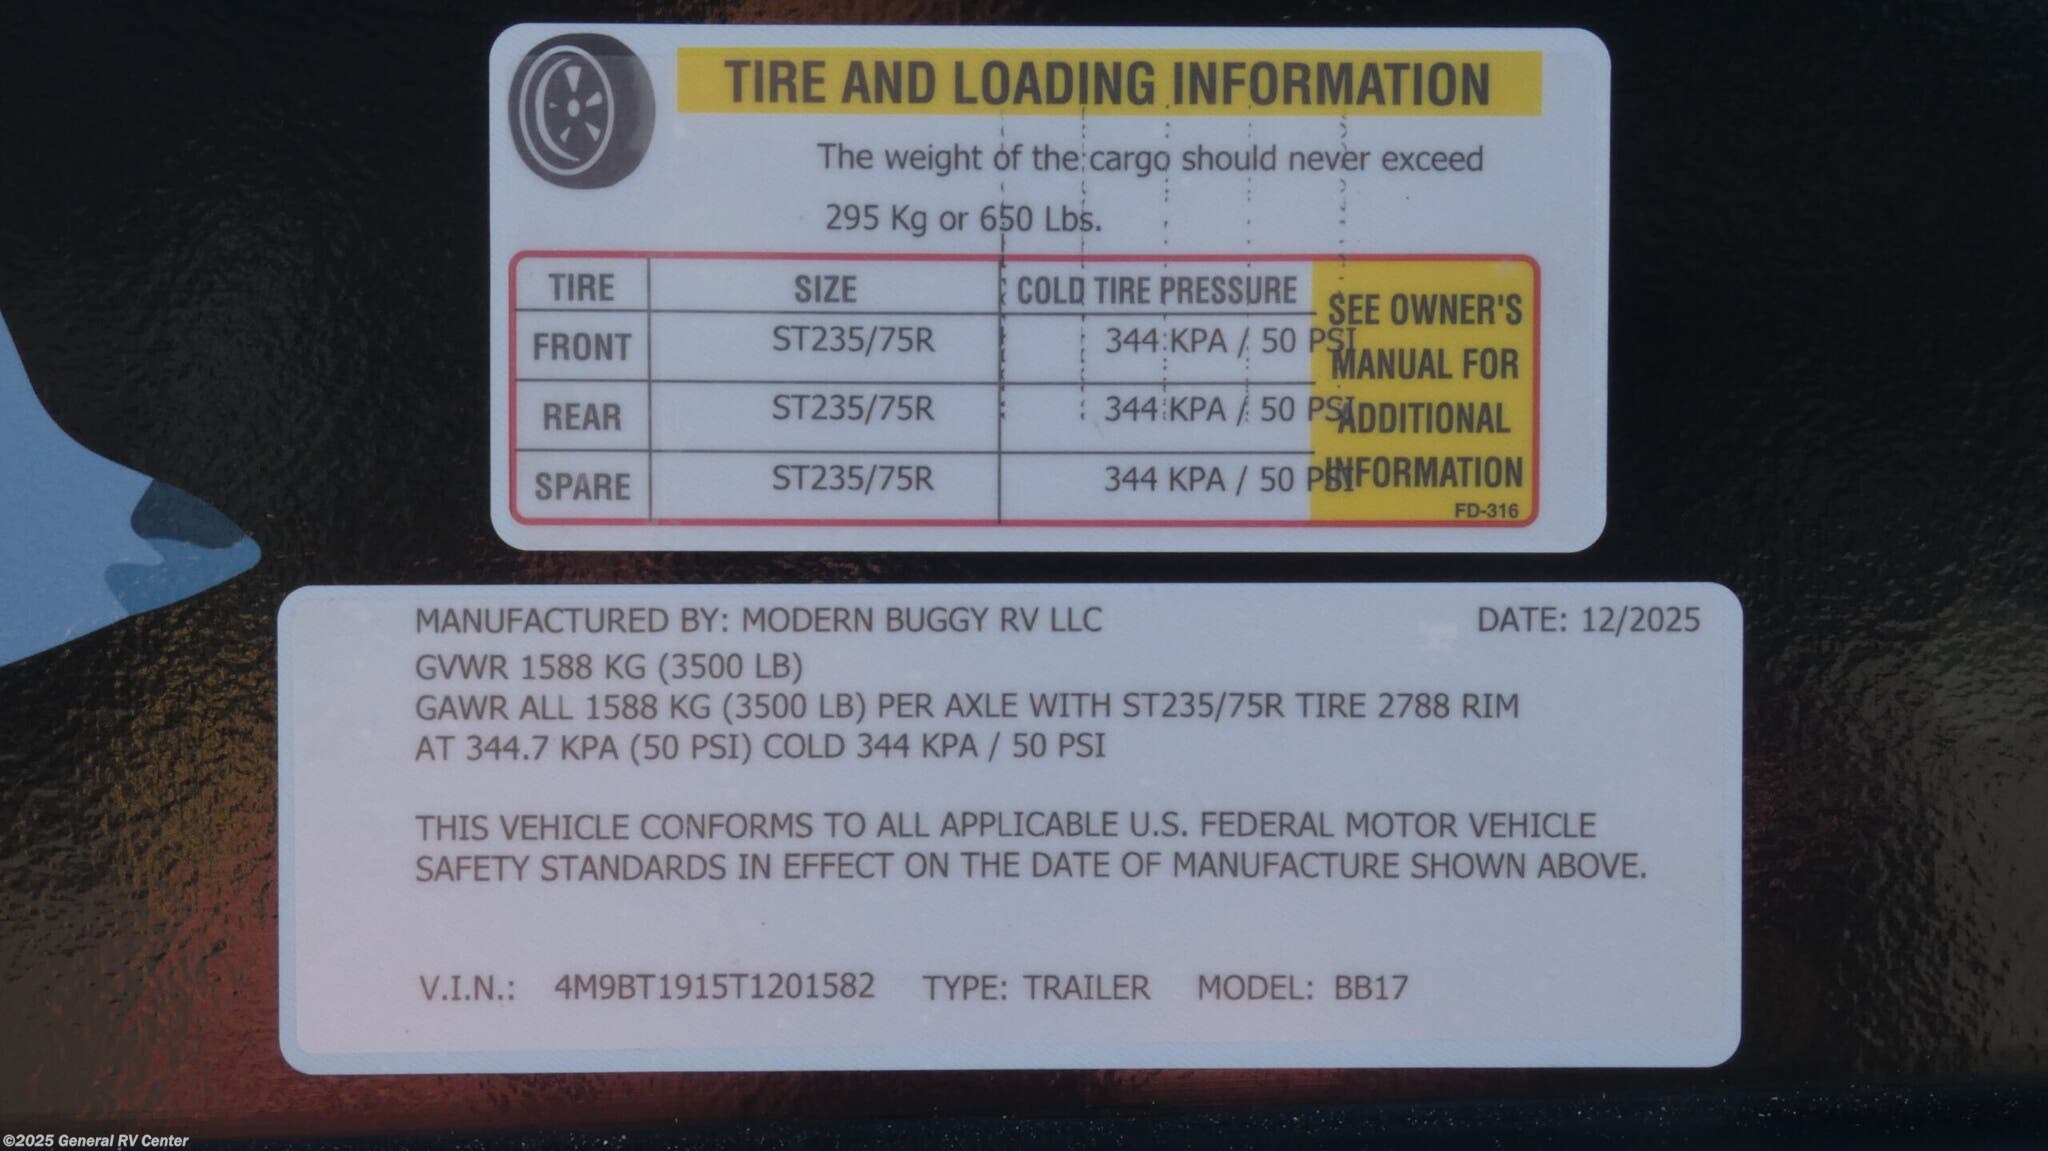 TIRE AND LOADING INFORMATION
The weight of the cargo should never exceed
295 Kg or 650 Lbs.
TIRE SIZE COLD TIRE PRESSURE
FRONT ST235/75R 344 KPA / 50 PSI
REAR ST235/75R 344 KPA / 50 PSI
SPARE ST235/75R 344 KPA / 50 PSI
SEE OWNER'S
MANUAL FOR
ADDITIONAL
INFORMATION
FD-316
MANUFACTURED BY: MODERN BUGGY RV LLC DATE: 12/2025
GVWR 1588 KG (3500 LB)
GAWR ALL 1588 KG (3500 LB) PER AXLE WITH ST235/75R TIRE 2788 RIM
AT 344.7 KPA (50 PSI) COLD 344 KPA / 50 PSI
THIS VEHICLE CONFORMS TO ALL APPLICABLE U.S. FEDERAL MOTOR VEHICLE
SAFETY STANDARDS IN EFFECT ON THE DATE OF MANUFACTURE SHOWN ABOVE.
V.I.N.: 4M9BT1915T1201582 TYPE: TRAILER MODEL: BB17
©2025 General RV Center